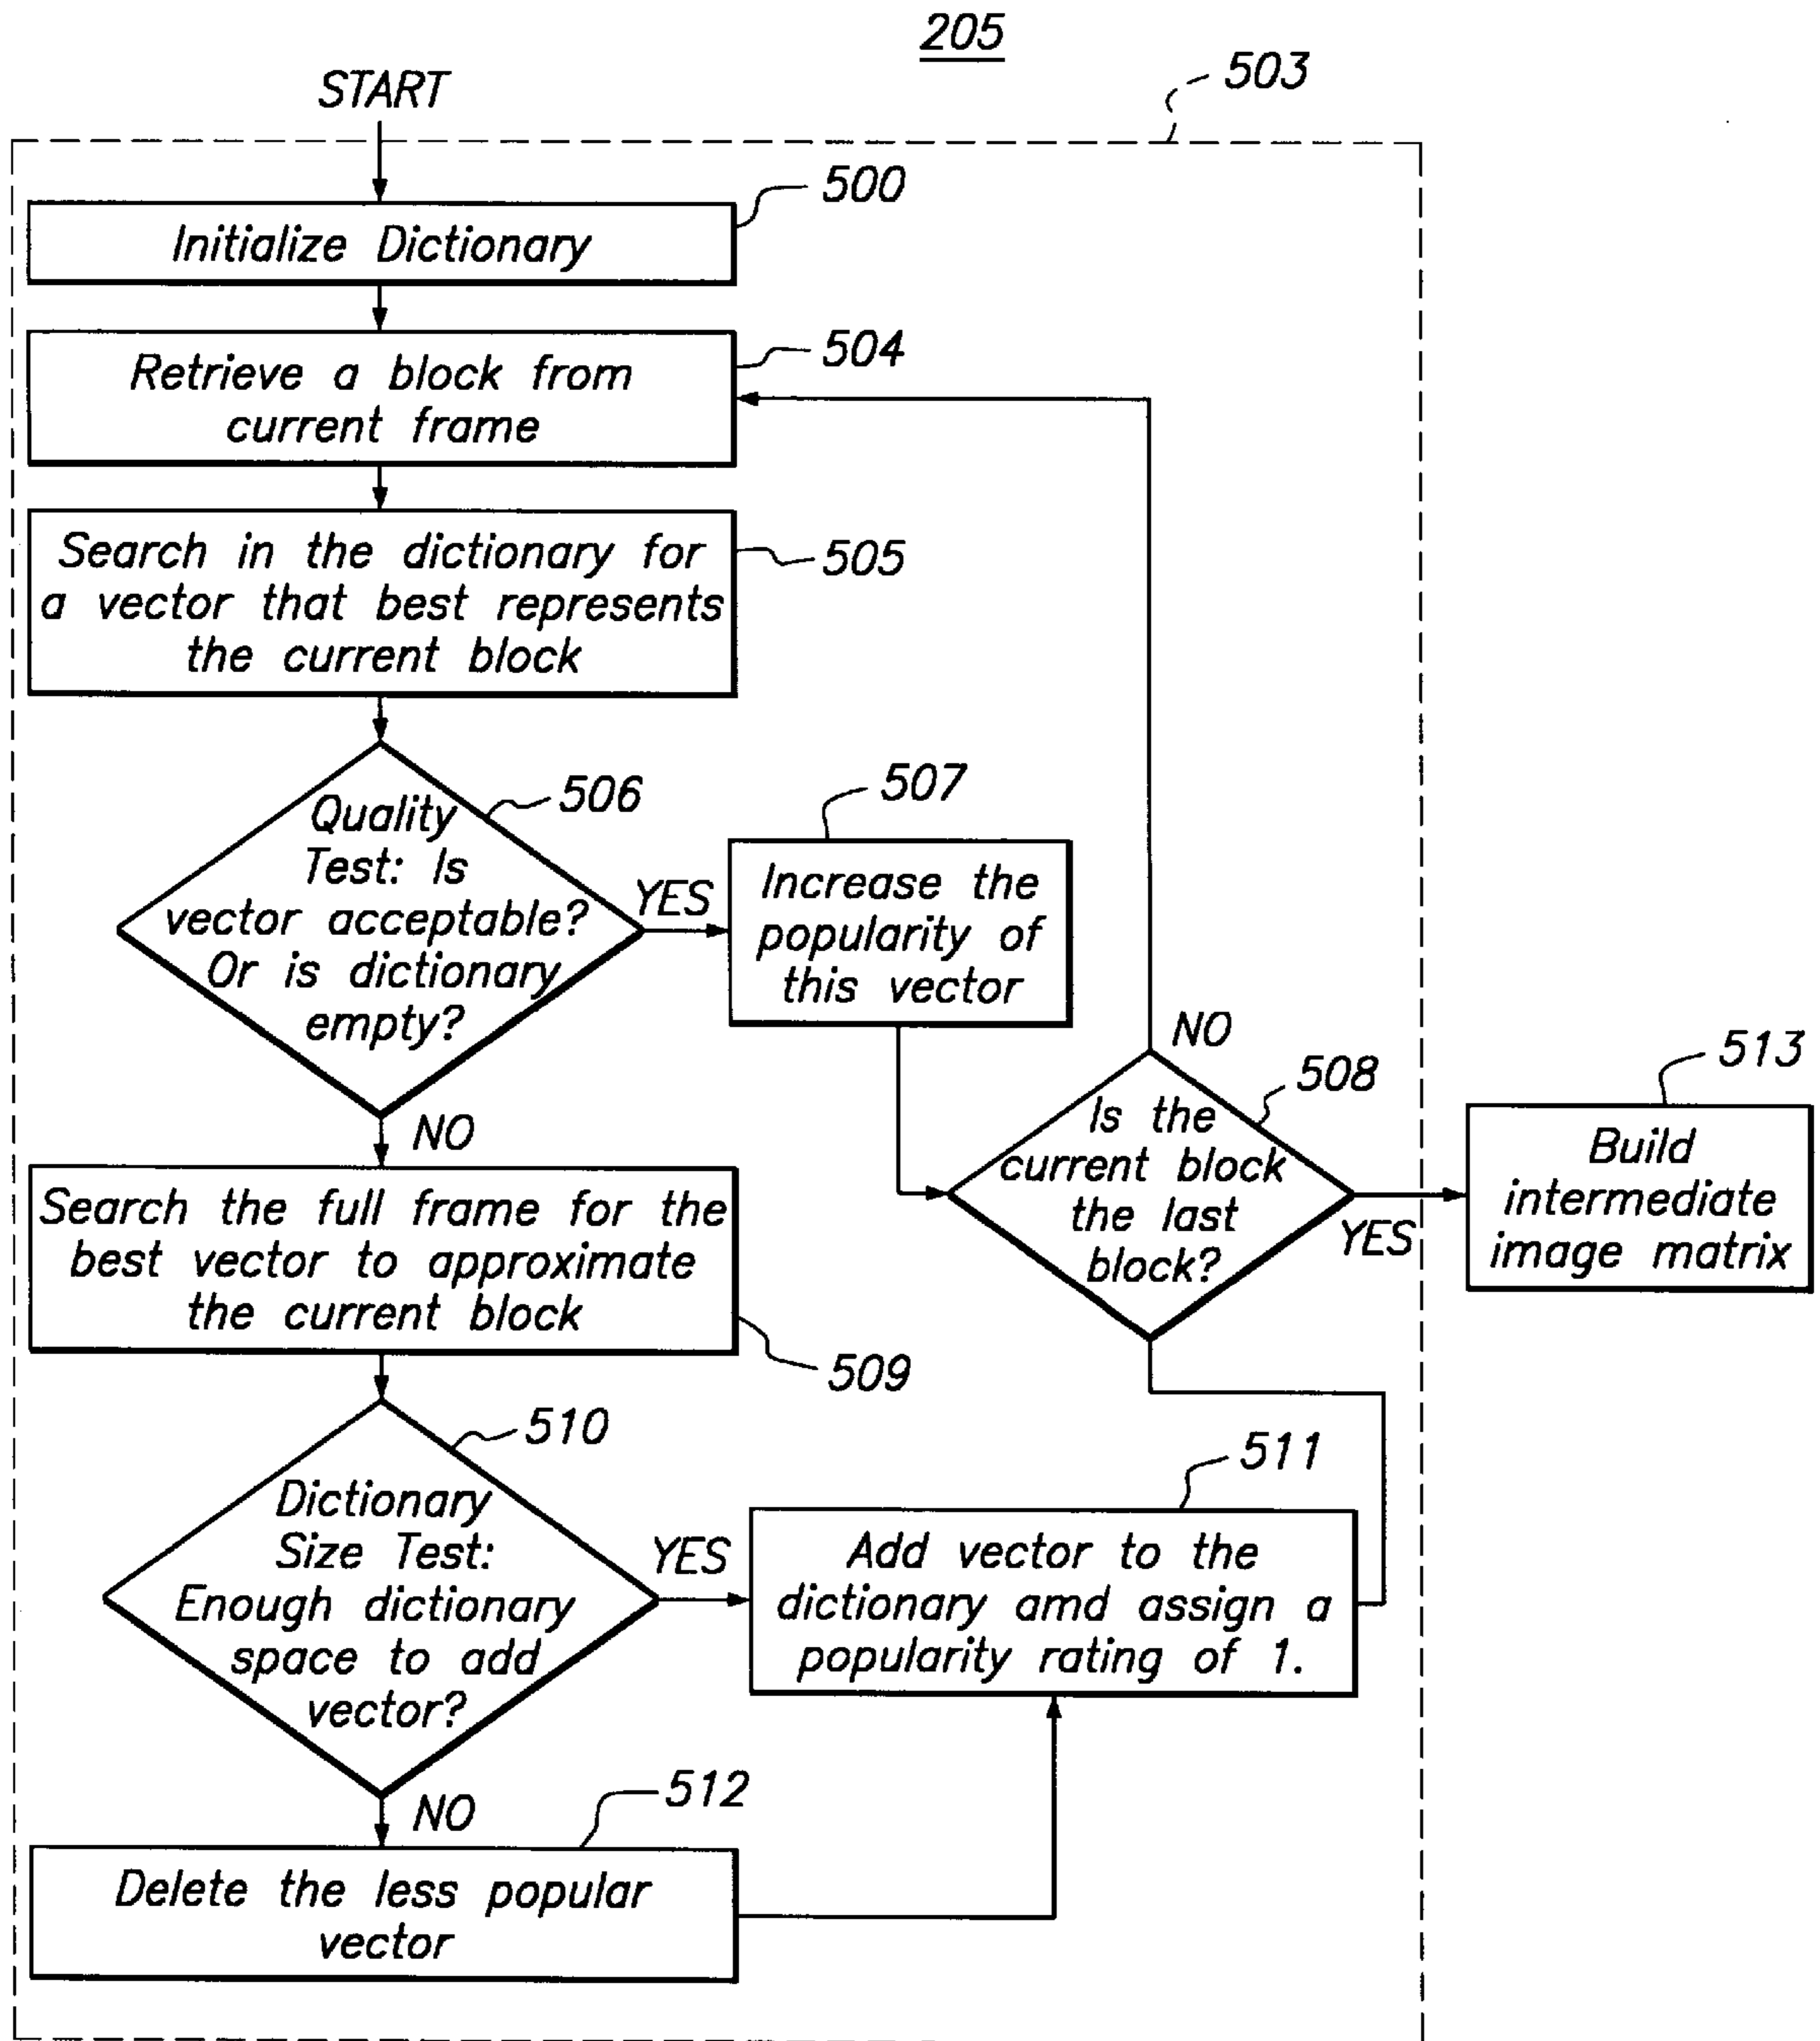 205
503
START
500
Initialize Dictionary
504
Retrieve a block from
current frame
505
Search in the dictionary for
a vector that best represents
the current block
506
Quality
Test: Is
vector acceptable?
Or is dictionary
empty?
YES
507
Increase the
popularity of
this vector
NO
508
Is the
current block
the last
block?
YES
513
Build
intermediate
image matrix
NO
Search the full frame for the
best vector to approximate
the current block
509
510
Dictionary
Size Test:
Enough dictionary
space to add
vector?
YES
511
Add vector to the
dictionary amd assign a
popularity rating of 1.
NO
512
Delete the less popular
vector